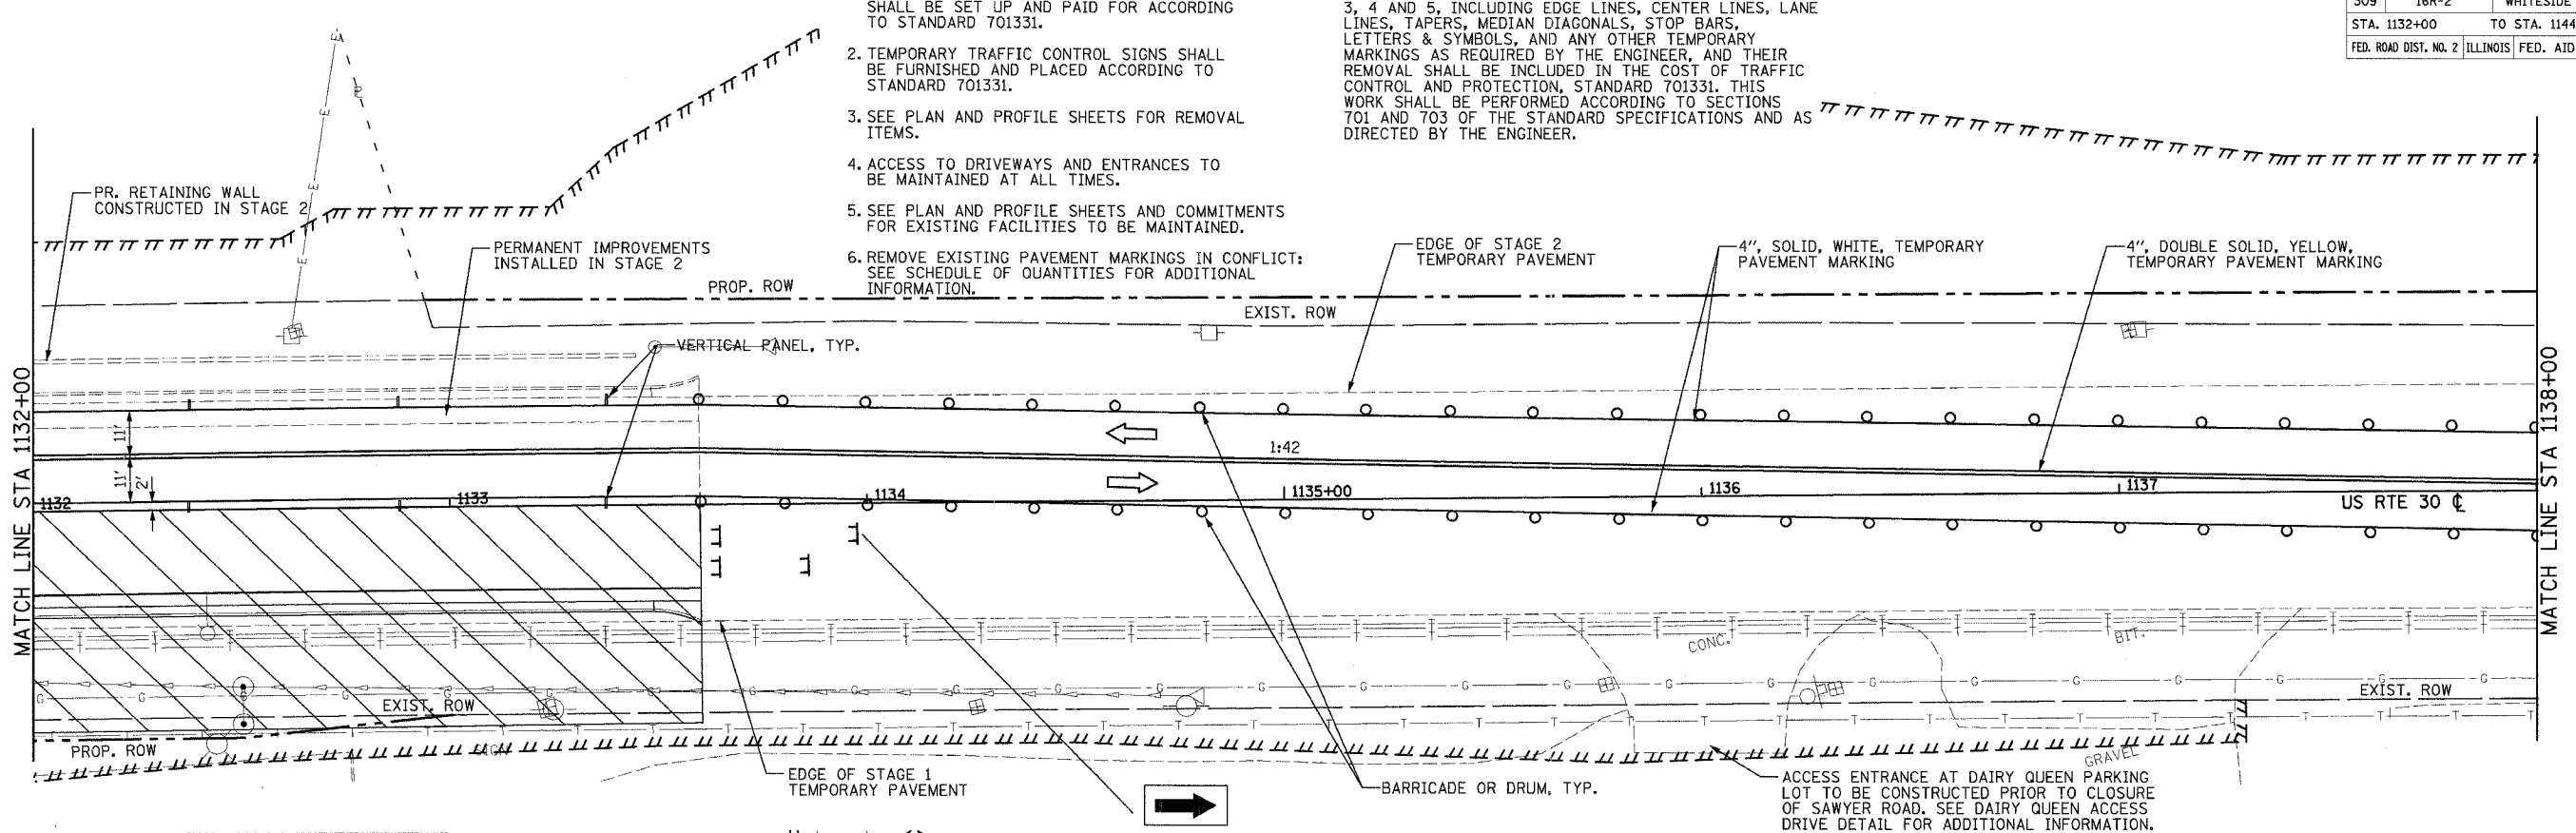 SHALL BE SET UP AND PAID FOR ACCORDING
TO STANDARD 701331.
2. TEMPORARY TRAFFIC CONTROL SIGNS SHALL
BE FURNISHED AND PLACED ACCORDING TO
STANDARD 701331.
3. SEE PLAN AND PROFILE SHEETS FOR REMOVAL
ITEMS.
4. ACCESS TO DRIVEWAYS AND ENTRANCES TO
BE MAINTAINED AT ALL TIMES.
5. SEE PLAN AND PROFILE SHEETS AND COMMITMENTS
FOR EXISTING FACILITIES TO BE MAINTAINED.
6. REMOVE EXISTING PAVEMENT MARKINGS IN CONFLICT:
SEE SCHEDULE OF QUANTITIES FOR ADDITIONAL
INFORMATION.
3, 4 AND 5, INCLUDING EDGE LINES, CENTER LINES, LANE
LINES, TAPERS, MEDIAN DIAGONALS, STOP BARS,
LETTERS & SYMBOLS, AND ANY OTHER TEMPORARY
MARKINGS AS REQUIRED BY THE ENGINEER, AND THEIR
REMOVAL SHALL BE INCLUDED IN THE COST OF TRAFFIC
CONTROL AND PROTECTION, STANDARD 701331. THIS
WORK SHALL BE PERFORMED ACCORDING TO SECTIONS
701 AND 703 OF THE STANDARD SPECIFICATIONS AND AS
DIRECTED BY THE ENGINEER.
309 16R-2 WHITESIDE
STA. 1132+00 TO STA. 1144
FED. ROAD DIST. NO. 2 ILLINOIS FED. AID
PR. RETAINING WALL
CONSTRUCTED IN STAGE 2
PERMANENT IMPROVEMENTS
INSTALLED IN STAGE 2
EDGE OF STAGE 2
TEMPORARY PAVEMENT
4", SOLID, WHITE, TEMPORARY
PAVEMENT MARKING
4", DOUBLE SOLID, YELLOW,
TEMPORARY PAVEMENT MARKING
PROP. ROW
EXIST. ROW
VERTICAL PANEL, TYP.
MATCH LINE STA 1132+00
MATCH LINE STA 1138+00
11'
11'
2'
1:42
1132
1133
1134
1135+00
1136
1137
US RTE 30 ℄
CONC.
BIT.
EXIST. ROW
EXIST. ROW
PROP. ROW
SIGN
GRAVEL
EDGE OF STAGE 1
TEMPORARY PAVEMENT
BARRICADE OR DRUM, TYP.
ACCESS ENTRANCE AT DAIRY QUEEN PARKING
LOT TO BE CONSTRUCTED PRIOR TO CLOSURE
OF SAWYER ROAD. SEE DAIRY QUEEN ACCESS
DRIVE DETAIL FOR ADDITIONAL INFORMATION.